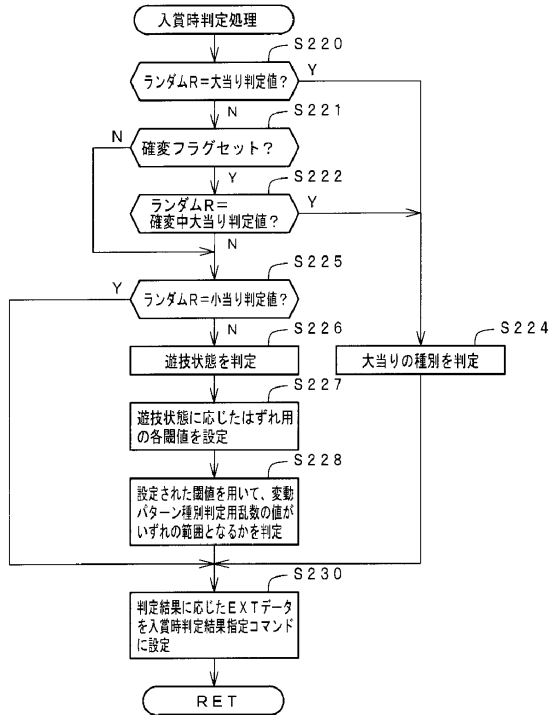 入賞時判定処理
S220
ランダムR=大当り判定値?
Y
N
S221
N
確変フラグセット?
Y
S222
ランダムR=
確変中大当り判定値?
Y
N
S225
Y
ランダムR=小当り判定値?
N
S226
遊技状態を判定
S224
大当りの種別を判定
S227
遊技状態に応じたはずれ用
の各閾値を設定
S228
設定された閾値を用いて、変動
パターン種別判定用乱数の値が
いずれの範囲となるかを判定
S230
判定結果に応じたEXTデータ
を入賞時判定結果指定コマンド
に設定
RET